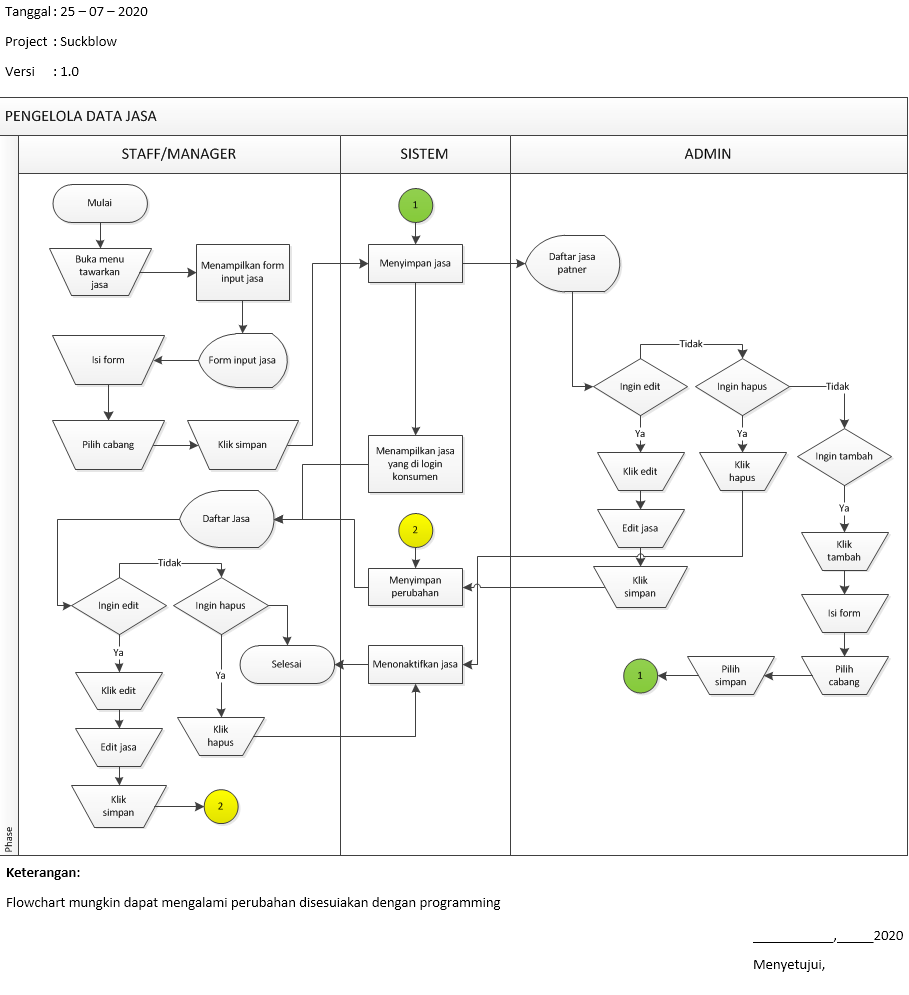 Tanggal : 25 – 07 – 2020
Project : Suckblow
Versi : 1.0
PENGELOLA DATA JASA
STAFF/MANAGER
SISTEM
ADMIN
Mulai
Buka menu
tawarkan
jasa
Menampilkan form
input jasa
Form input jasa
Isi form
Pilih cabang
Klik simpan
Daftar Jasa
Tidak
Ingin edit
Ingin hapus
Ya
Klik edit
Edit jasa
Klik
simpan
2
Ya
Klik
hapus
Selesai
1
Menyimpan jasa
Menampilkan jasa
yang di login
konsumen
2
Menyimpan
perubahan
Menonaktifkan jasa
Daftar jasa
patner
Tidak
Ingin edit
Ingin hapus
Tidak
Ya
Klik edit
Edit jasa
Klik
simpan
Ya
Klik
hapus
Ingin tambah
Ya
Klik
tambah
Isi form
Pilih
cabang
Pilih
simpan
1
Phase
Keterangan:
Flowchart mungkin dapat mengalami perubahan disesuiakan dengan programming
___________,_____2020
Menyetujui,